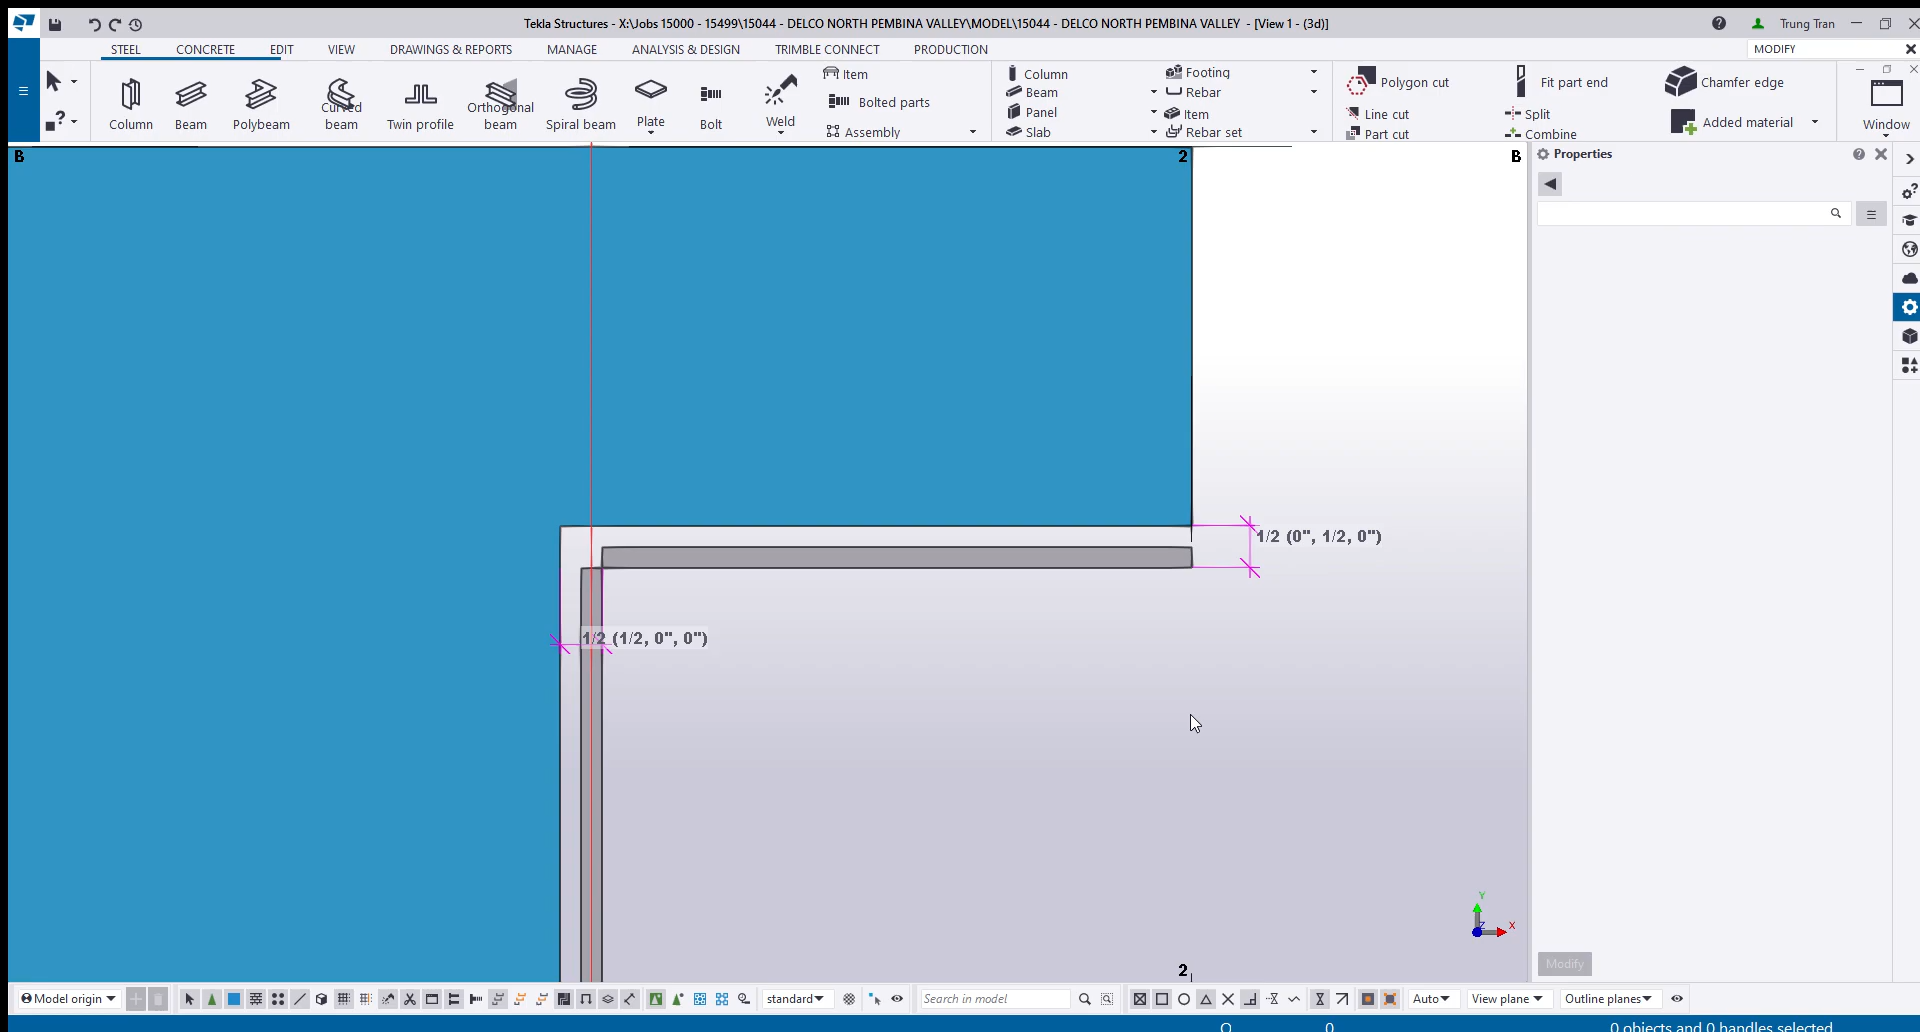 Tekla Structures - X:\Jobs 15000 - 15499\15044 - DELCO NORTH PEMBINA VALLEY\MODEL\15044 - DELCO NORTH PEMBINA VALLEY - [View 1 - (3d)]
Trung Tran
STEEL CONCRETE EDIT VIEW DRAWINGS & REPORTS MANAGE ANALYSIS & DESIGN TRIMBLE CONNECT PRODUCTION
MODIFY
Column
Beam
Polybeam
Curved beam
Twin profile
Orthogonal beam
Spiral beam
Plate
Bolt
Weld
Item
Bolted parts
Assembly
Column
Beam
Panel
Slab
Footing
Rebar
Item
Rebar set
Polygon cut
Line cut
Part cut
Fit part end
Split
Combine
Chamfer edge
Added material
Window
B
2
B
Properties
1/2 (0", 1/2, 0")
1/2 (1/2, 0", 0")
Y
Z
X
2
Modify
Model origin
standard
Search in model
Auto
View plane
Outline planes
0
0 objects and 0 handles selected